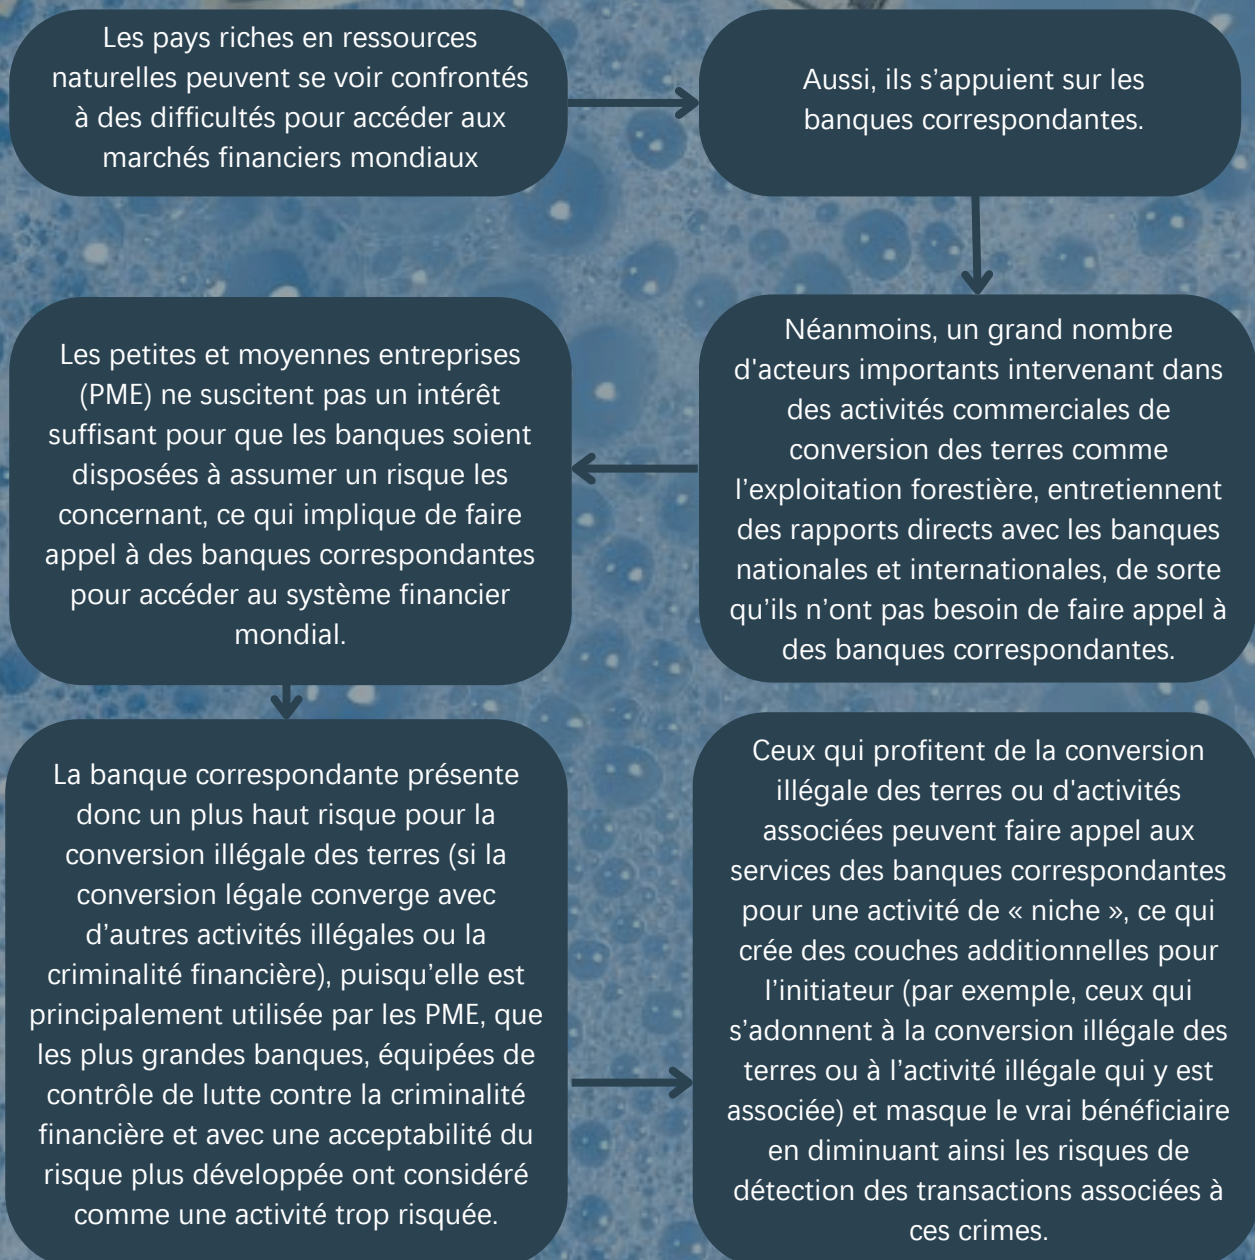 Les pays riches en ressources
naturelles peuvent se voir confrontés
à des difficultés pour accéder aux
marchés financiers mondiaux
Aussi, ils s’appuient sur les
banques correspondantes.
Néanmoins, un grand nombre
d'acteurs importants intervenant dans
des activités commerciales de
conversion des terres comme
l’exploitation forestière, entretiennent
des rapports directs avec les banques
nationales et internationales, de sorte
qu’ils n’ont pas besoin de faire appel à
des banques correspondantes.
Les petites et moyennes entreprises
(PME) ne suscitent pas un intérêt
suffisant pour que les banques soient
disposées à assumer un risque les
concernant, ce qui implique de faire
appel à des banques correspondantes
pour accéder au système financier
mondial.
La banque correspondante présente
donc un plus haut risque pour la
conversion illégale des terres (si la
conversion légale converge avec
d’autres activités illégales ou la
criminalité financière), puisqu’elle est
principalement utilisée par les PME, que
les plus grandes banques, équipées de
contrôle de lutte contre la criminalité
financière et avec une acceptabilité du
risque plus développée ont considéré
comme une activité trop risquée.
Ceux qui profitent de la conversion
illégale des terres ou d'activités
associées peuvent faire appel aux
services des banques correspondantes
pour une activité de « niche », ce qui
crée des couches additionnelles pour
l’initiateur (par exemple, ceux qui
s’adonnent à la conversion illégale des
terres ou à l’activité illégale qui y est
associée) et masque le vrai bénéficiaire
en diminuant ainsi les risques de
détection des transactions associées à
ces crimes.